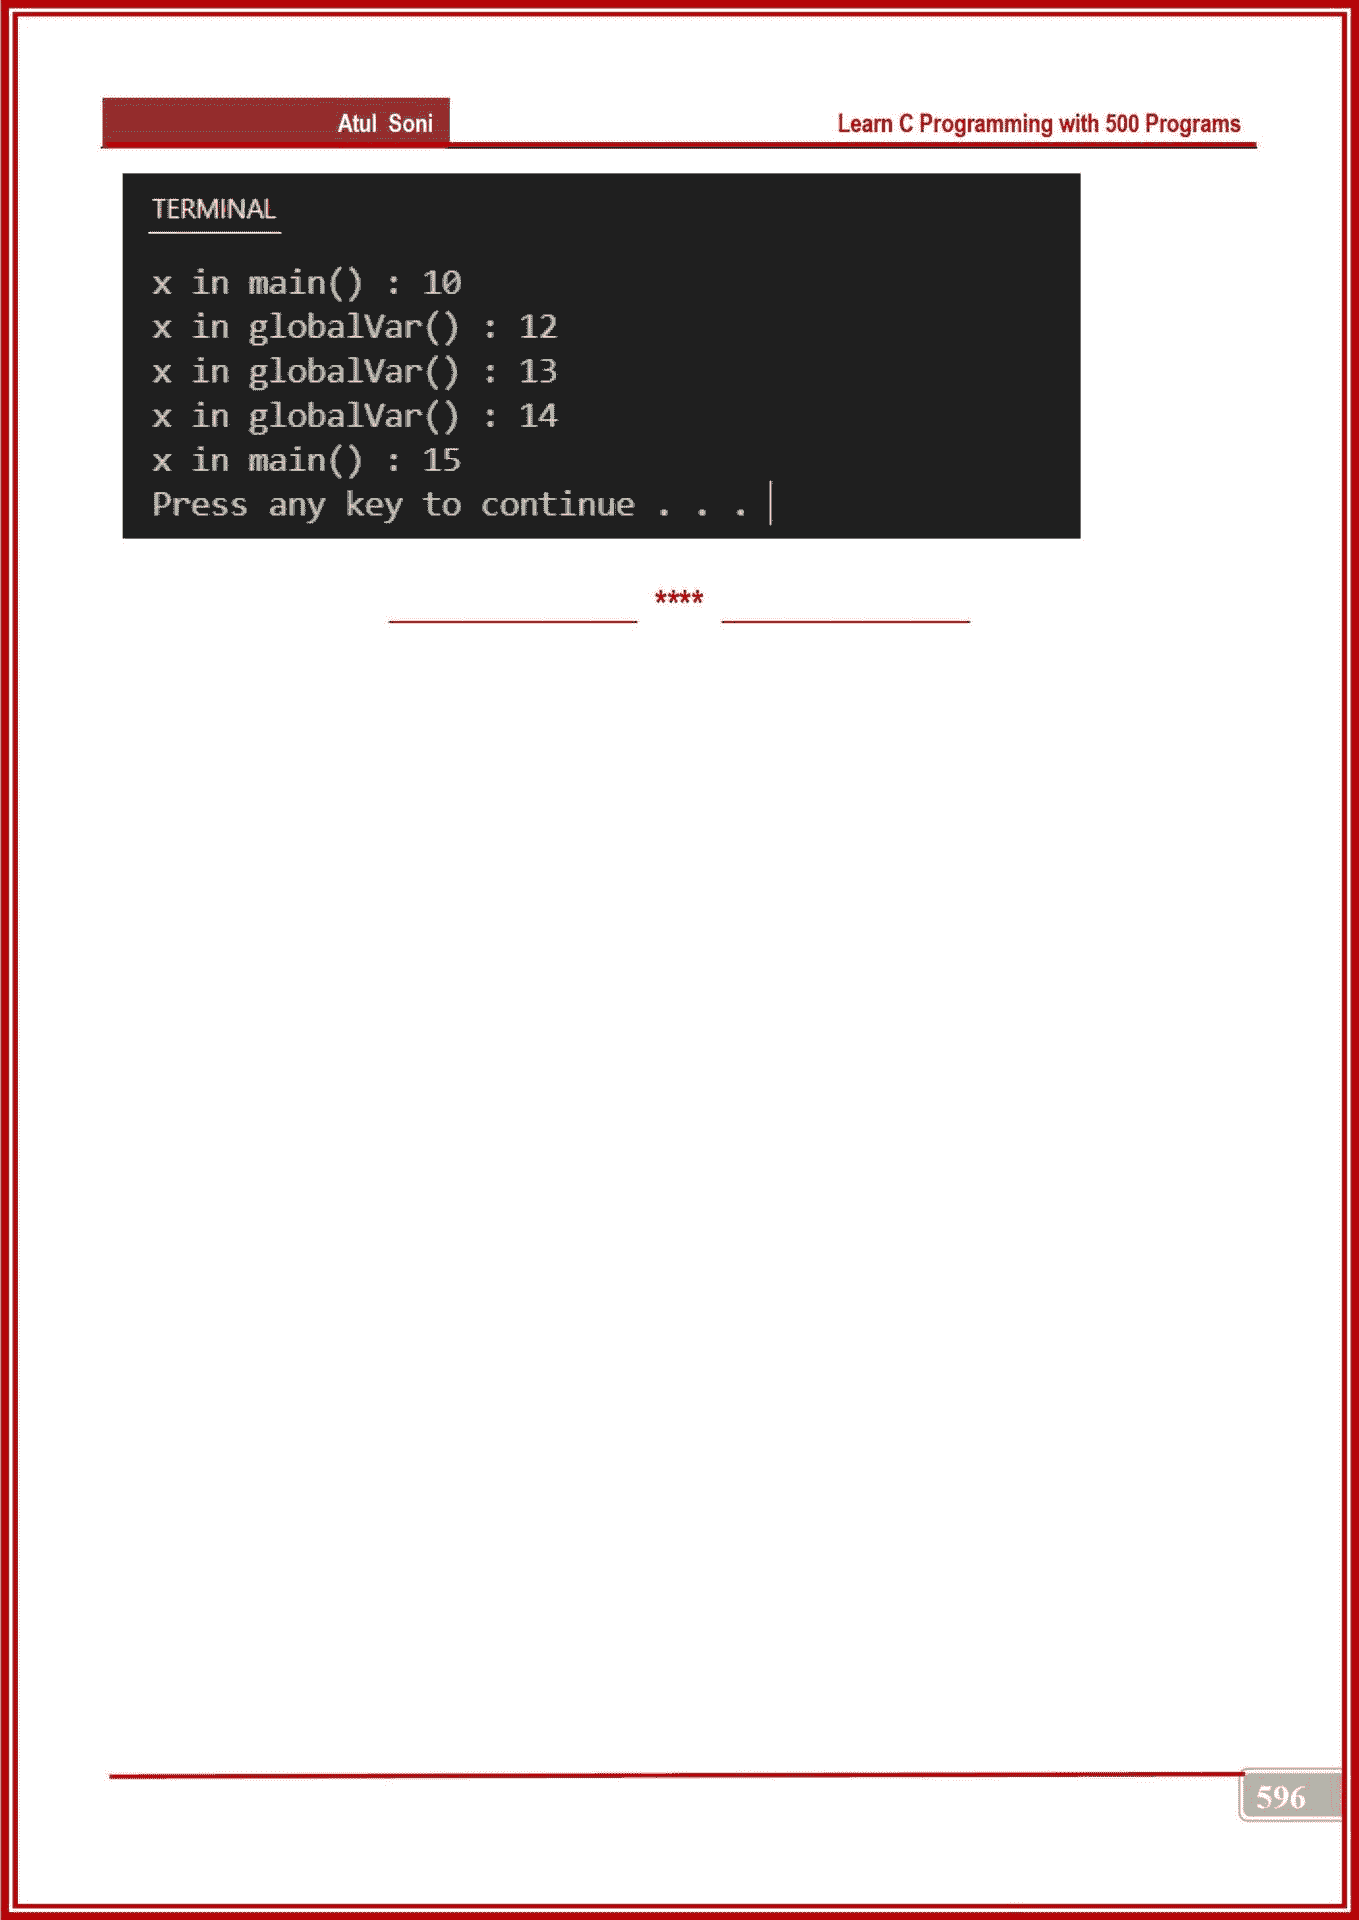 Atul  Soni
Learn C Programming with 500 Programs
TERMINAL
x in main() : 10
x in globalVar() : 12
x in globalVar() : 13
x in globalVar() : 14
x in main() : 15
Press any key to continue . . .
****
596